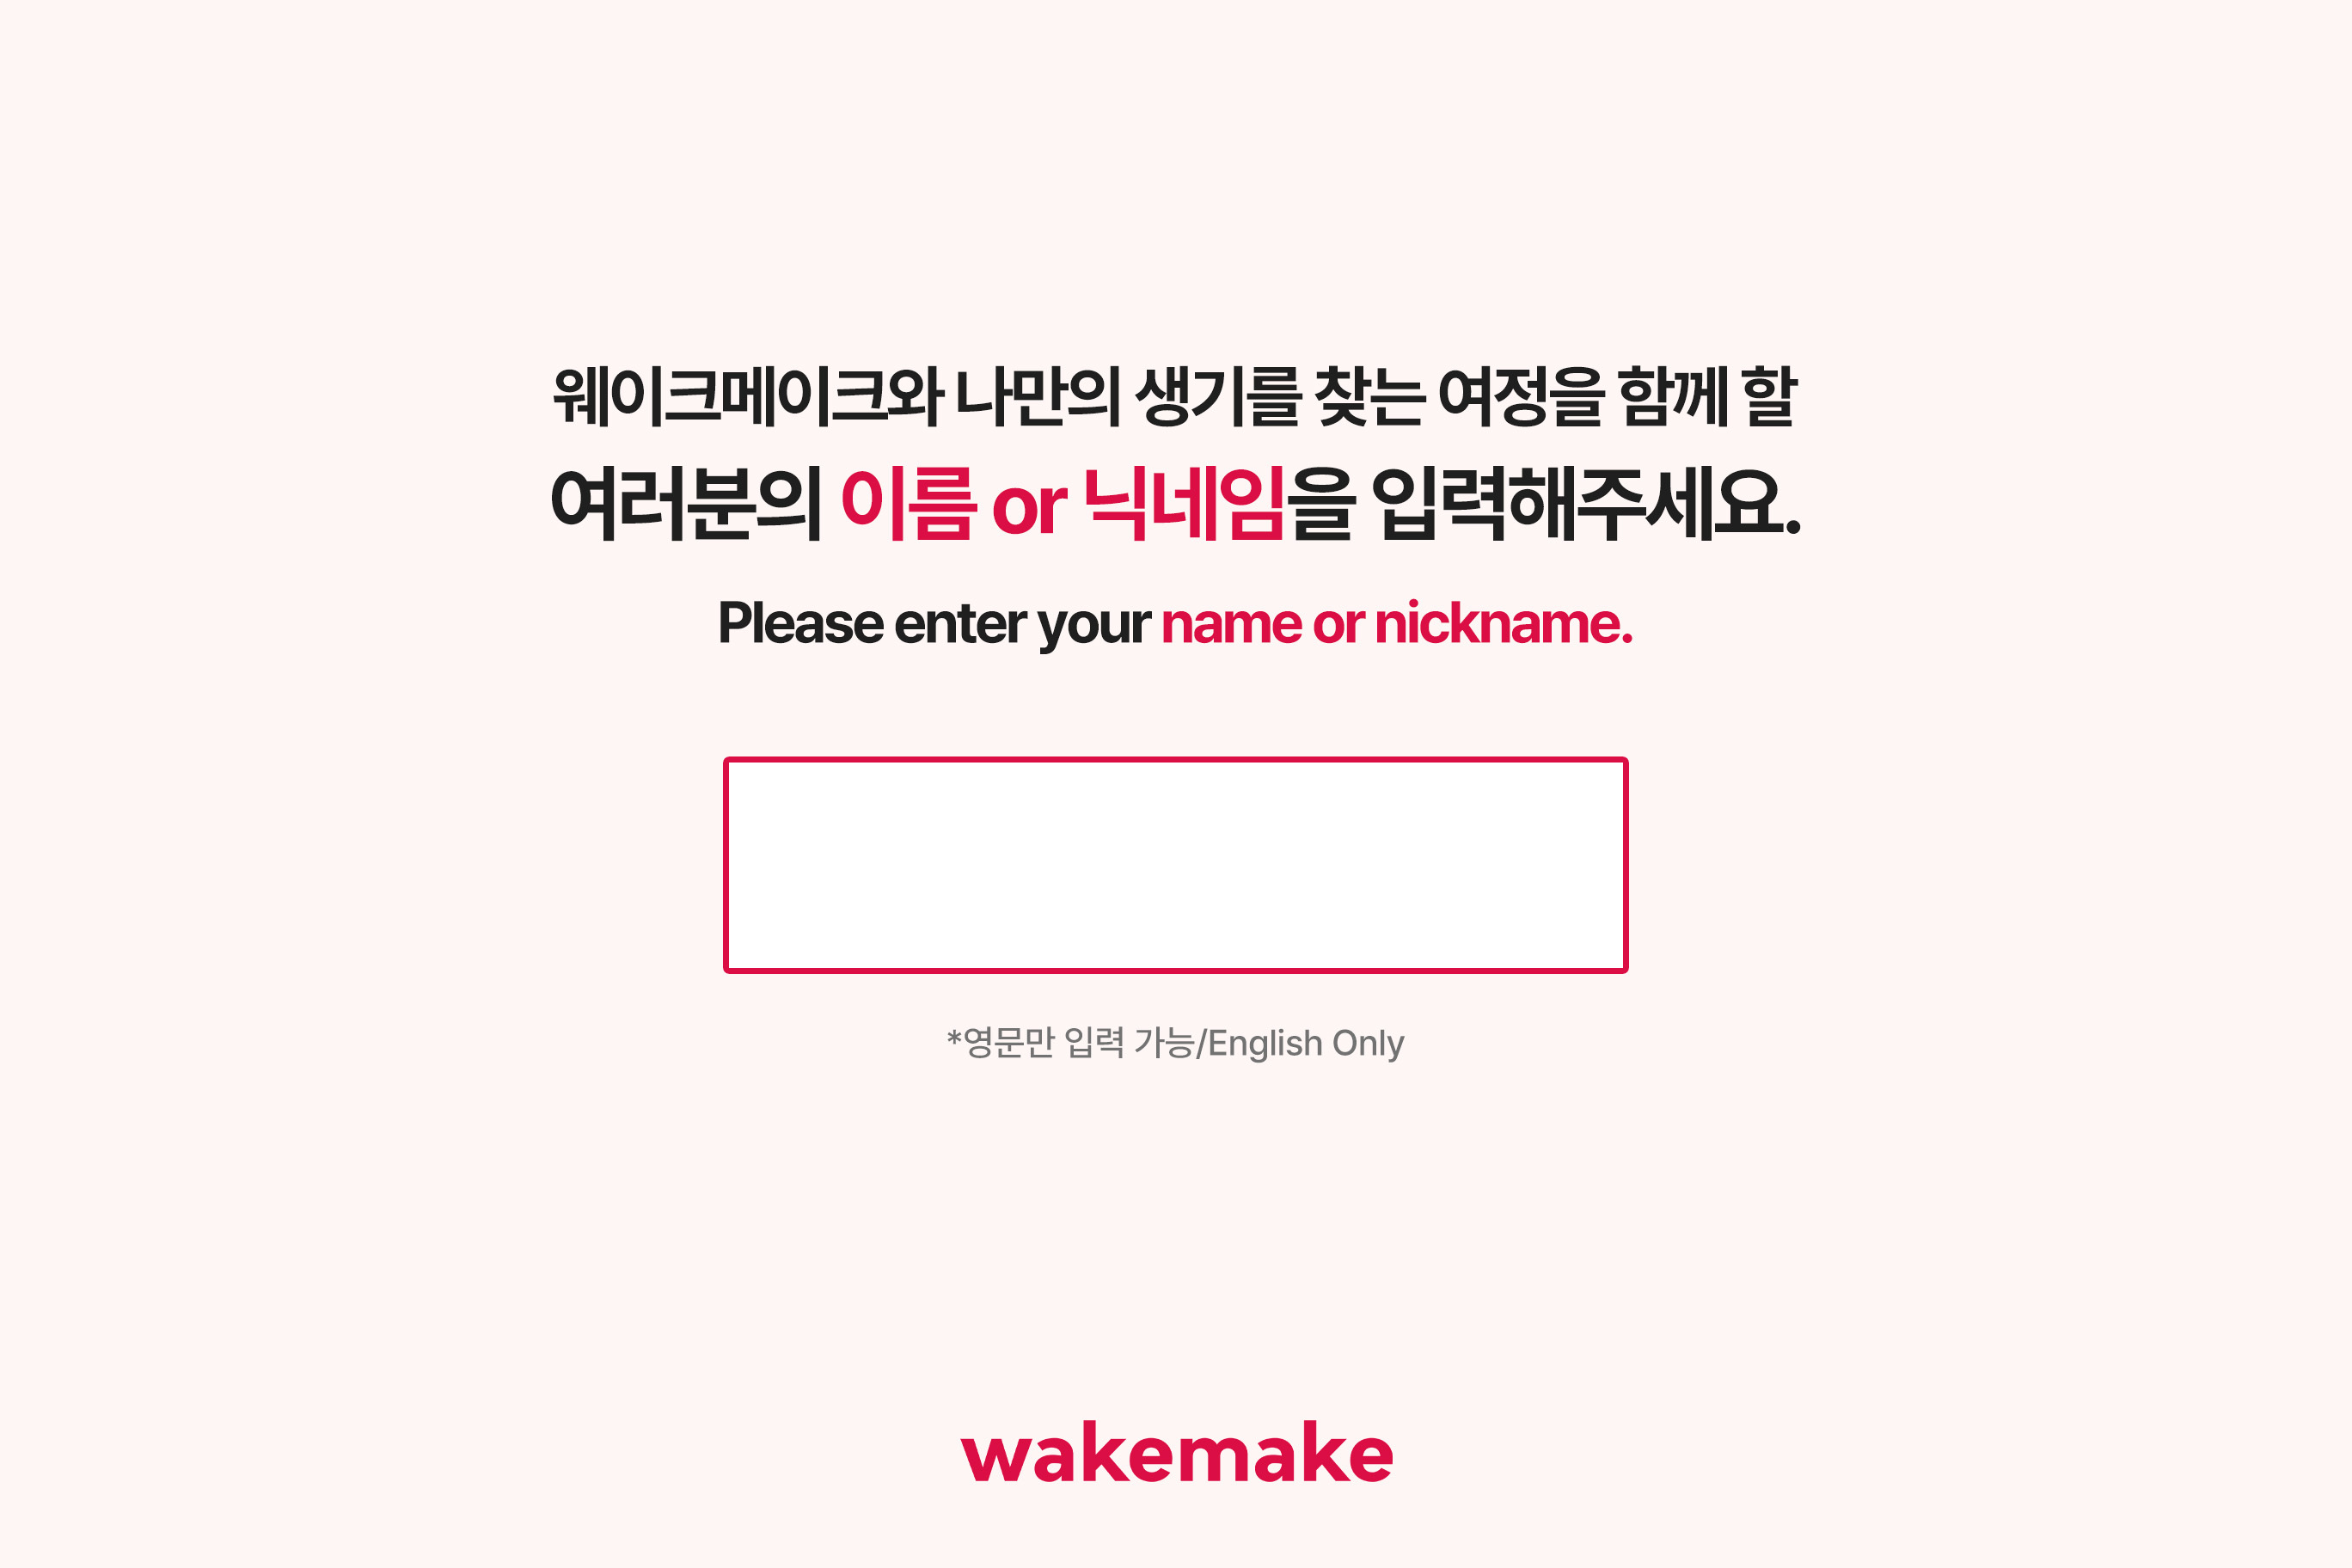 웨이크메이크와 나만의 생기를 찾는 여정을 함께 할
여러분의 이름 or 닉네임을 입력해주세요.
Please enter your name or nickname.
*영문만 입력 가능/English Only
wakemake